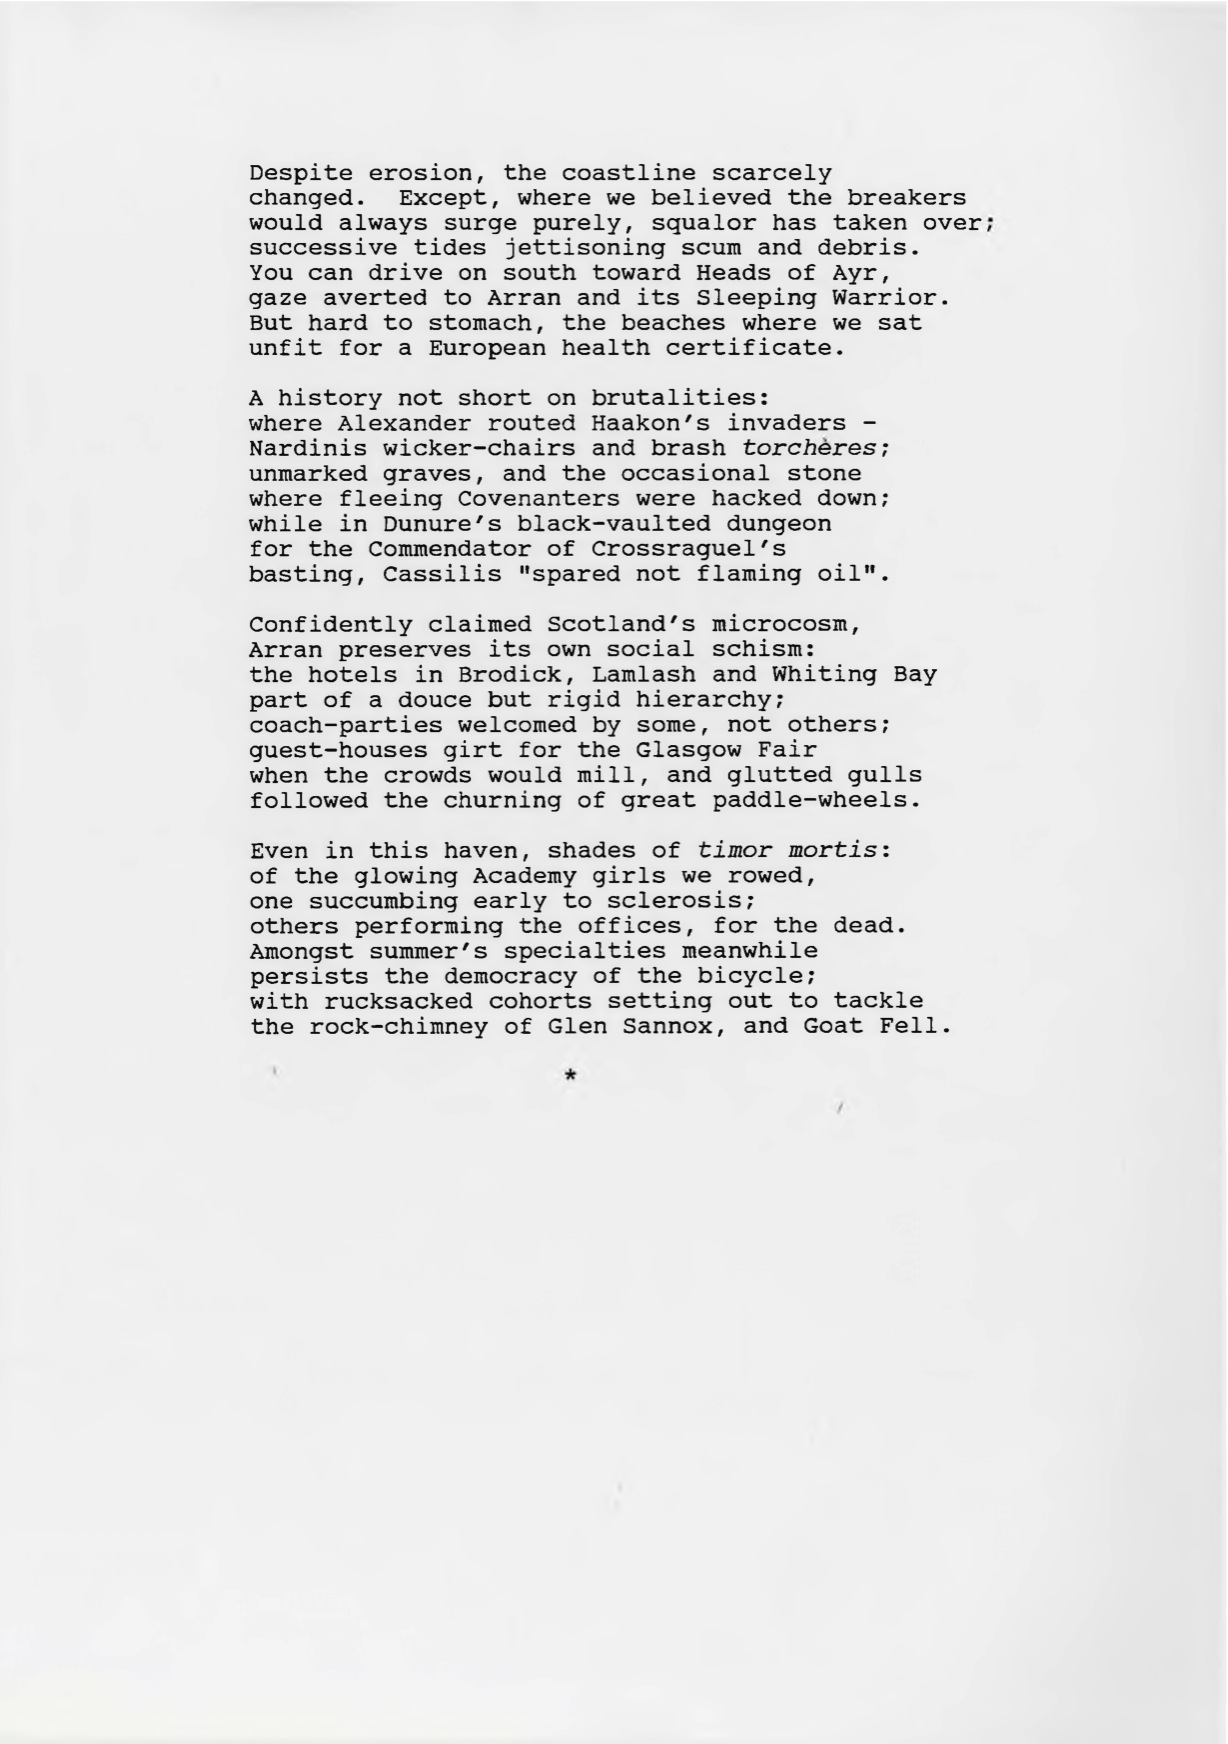 Despite erosion, the coastline scarcely
changed.  Except, where we believed the breakers
would always surge purely, squalor has taken over;
successive tides jettisoning scum and debris.
You can drive on south toward Heads of Ayr,
gaze averted to Arran and its Sleeping Warrior.
But hard to stomach, the beaches where we sat
unfit for a European health certificate.

A history not short on brutalities:
where Alexander routed Haakon's invaders -
Nardinis wicker-chairs and brash torchères;
unmarked graves, and the occasional stone
where fleeing Covenanters were hacked down;
while in Dunure's black-vaulted dungeon
for the Commendator of Crossraguel's
basting, Cassilis "spared not flaming oil".

Confidently claimed Scotland's microcosm,
Arran preserves its own social schism:
the hotels in Brodick, Lamlash and Whiting Bay
part of a douce but rigid hierarchy;
coach-parties welcomed by some, not others;
guest-houses girt for the Glasgow Fair
when the crowds would mill, and glutted gulls
followed the churning of great paddle-wheels.

Even in this haven, shades of timor mortis:
of the glowing Academy girls we rowed,
one succumbing early to sclerosis;
others performing the offices, for the dead.
Amongst summer's specialties meanwhile
persists the democracy of the bicycle;
with rucksacked cohorts setting out to tackle
the rock-chimney of Glen Sannox, and Goat Fell.

*